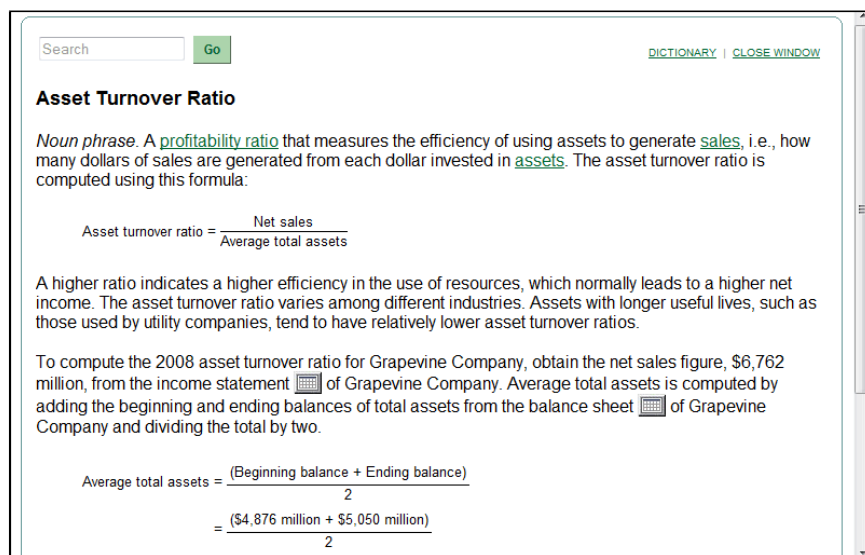 Search
Go
DICTIONARY | CLOSE WINDOW
Asset Turnover Ratio
Noun phrase. A profitability ratio that measures the efficiency of using assets to generate sales, i.e., how
many dollars of sales are generated from each dollar invested in assets. The asset turnover ratio is
computed using this formula:
Asset turnover ratio =
Net sales
Average total assets
A higher ratio indicates a higher efficiency in the use of resources, which normally leads to a higher net
income. The asset turnover ratio varies among different industries. Assets with longer useful lives, such as
those used by utility companies, tend to have relatively lower asset turnover ratios.
To compute the 2008 asset turnover ratio for Grapevine Company, obtain the net sales figure, $6,762
million, from the income statement of Grapevine Company. Average total assets is computed by
adding the beginning and ending balances of total assets from the balance sheet of Grapevine
Company and dividing the total by two.
Average total assets =
(Beginning balance + Ending balance)
2
=
($4,876 million + $5,050 million)
2